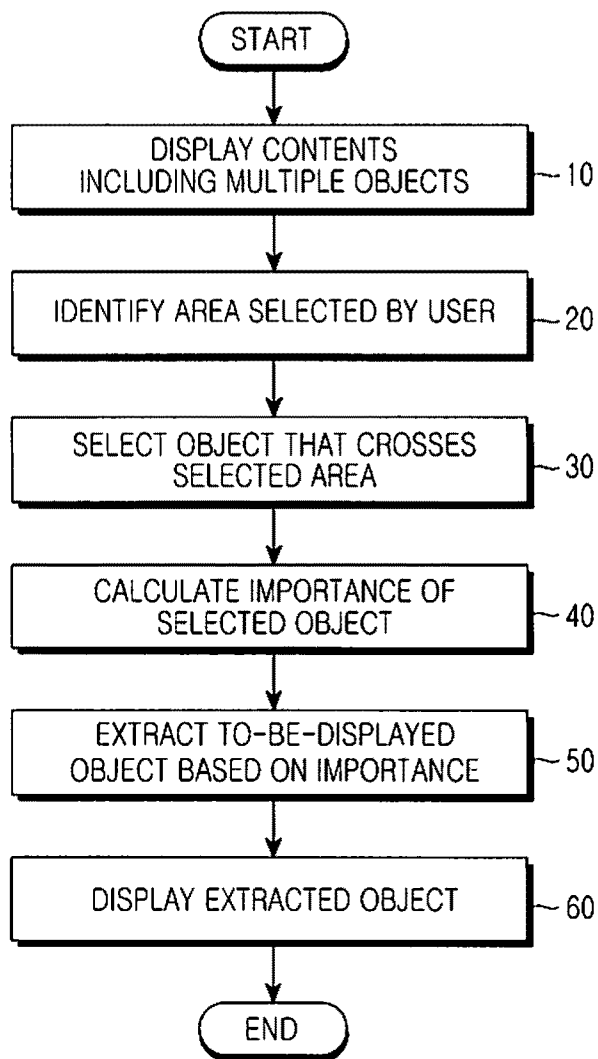 START
DISPLAY CONTENTS
INCLUDING MULTIPLE OBJECTS
10
IDENTIFY AREA SELECTED BY USER
20
SELECT OBJECT THAT CROSSES
SELECTED AREA
30
CALCULATE IMPORTANCE OF
SELECTED OBJECT
40
EXTRACT TO-BE-DISPLAYED
OBJECT BASED ON IMPORTANCE
50
DISPLAY EXTRACTED OBJECT
60
END